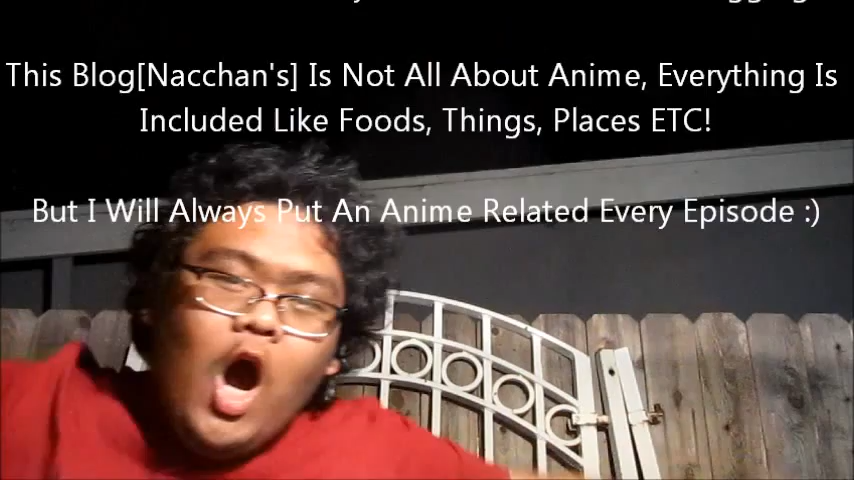 This Blog[Nacchan's] Is Not All About Anime, Everything Is
Included Like Foods, Things, Places ETC!
But I Will Always Put An Anime Related Every Episode :)